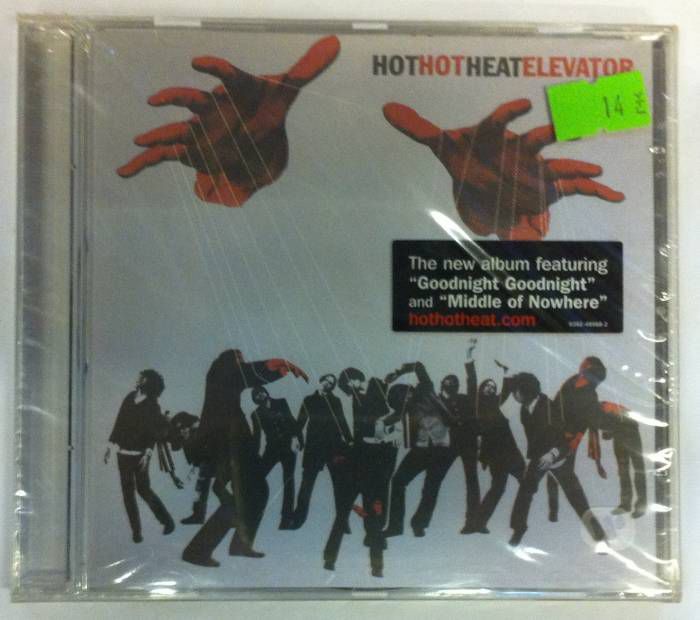 HOTHOTHEATELEVATOR
14
The new album featuring
"Goodnight Goodnight"
and "Middle of Nowhere"
hothotheat.com